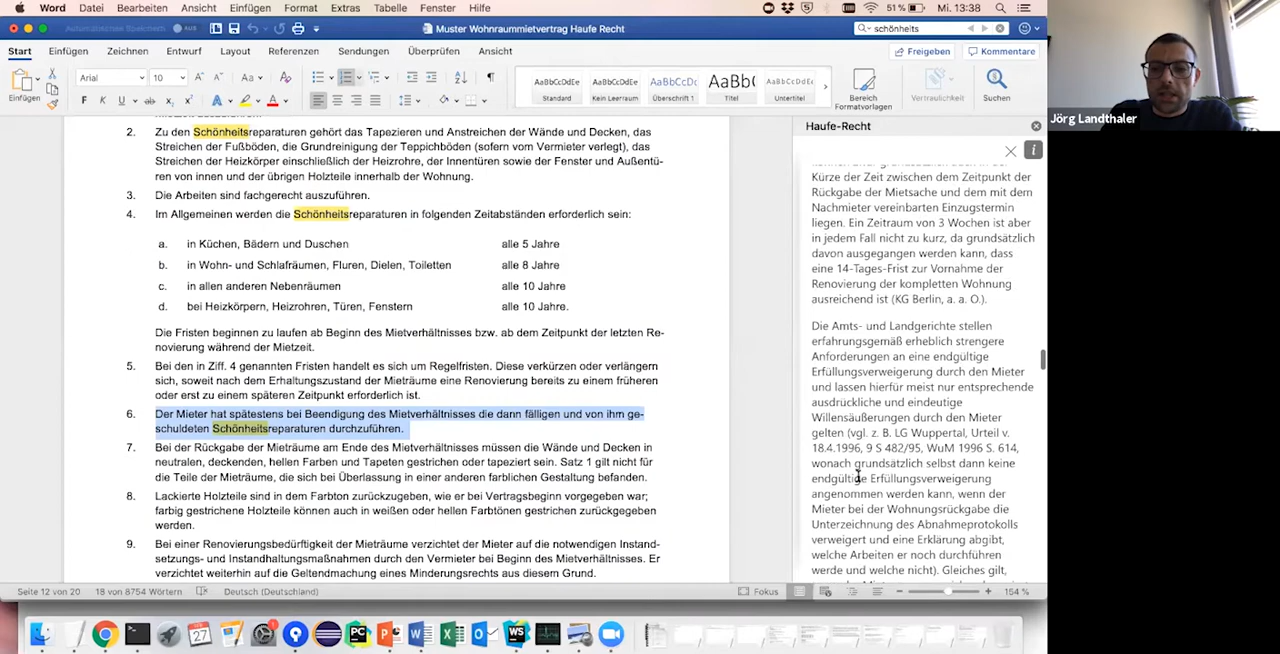 Word Datei Bearbeiten Ansicht Einfügen Format Extras Tabelle Fenster Hilfe 51 % Mi. 13:38
Automatisches Speichern AUS Muster Wohnraummietvertrag Haufe Recht schönheits
Start Einfügen Zeichnen Entwurf Layout Referenzen Sendungen Überprüfen Ansicht Freigeben Kommentare
Einfügen Arial 10 AaBbCcDdEe Standard AaBbCcDdEe Kein Leerraum AaBbCcDc Überschrift 1 AaBb( Titel AaBbCcDdEe Untertitel Bereich Formatvorlagen Vertraulichkeit Suchen
2. Zu den Schönheitsreparaturen gehört das Tapezieren und Anstreichen der Wände und Decken, das
Streichen der Fußböden, die Grundreinigung der Teppichböden (sofern vom Vermieter verlegt), das
Streichen der Heizkörper einschließlich der Heizrohre, der Innentüren sowie der Fenster und Außentü-
ren von innen und der übrigen Holzteile innerhalb der Wohnung.
3. Die Arbeiten sind fachgerecht auszuführen.
4. Im Allgemeinen werden die Schönheitsreparaturen in folgenden Zeitabständen erforderlich sein:
a. in Küchen, Bädern und Duschen alle 5 Jahre
b. in Wohn- und Schlafräumen, Fluren, Dielen, Toiletten alle 8 Jahre
c. in allen anderen Nebenräumen alle 10 Jahre
d. bei Heizkörpern, Heizrohren, Türen, Fenstern alle 10 Jahre.
Die Fristen beginnen zu laufen ab Beginn des Mietverhältnisses bzw. ab dem Zeitpunkt der letzten Re-
novierung während der Mietzeit.
5. Bei den in Ziff. 4 genannten Fristen handelt es sich um Regelfristen. Diese verkürzen oder verlängern
sich, soweit nach dem Erhaltungszustand der Mieträume eine Renovierung bereits zu einem früheren
oder erst zu einem späteren Zeitpunkt erforderlich ist.
6. Der Mieter hat spätestens bei Beendigung des Mietverhältnisses die dann fälligen und von ihm ge-
schuldeten Schönheitsreparaturen durchzuführen.
7. Bei der Rückgabe der Mieträume am Ende des Mietverhältnisses müssen die Wände und Decken in
neutralen, deckenden, hellen Farben und Tapeten gestrichen oder tapeziert sein. Satz 1 gilt nicht für
die Teile der Mieträume, die sich bei Überlassung in einer anderen farblichen Gestaltung befanden.
8. Lackierte Holzteile sind in dem Farbton zurückzugeben, wie er bei Vertragsbeginn vorgegeben war;
farbig gestrichene Holzteile können auch in weißen oder hellen Farbtönen gestrichen zurückgegeben
werden.
9. Bei einer Renovierungsbedürftigkeit der Mieträume verzichtet der Mieter auf die notwendigen Instand-
setzungs- und Instandhaltungsmaßnahmen durch den Vermieter bei Beginn des Mietverhältnisses. Er
verzichtet weiterhin auf die Geltendmachung eines Minderungsrechts aus diesem Grund.
Haufe-Recht
Kürze der Zeit zwischen dem Zeitpunkt der
Rückgabe der Mietsache und dem mit dem
Nachmieter vereinbarten Einzugstermin
liegen. Ein Zeitraum von 3 Wochen ist aber
in jedem Fall nicht zu kurz, da grundsätzlich
davon ausgegangen werden kann, dass
eine 14-Tages-Frist zur Vornahme der
Renovierung der kompletten Wohnung
ausreichend ist (KG Berlin, a. a. O.).
Die Amts- und Landgerichte stellen
erfahrungsgemäß erheblich strengere
Anforderungen an eine endgültige
Erfüllungsverweigerung durch den Mieter
und lassen hierfür meist nur entsprechende
ausdrückliche und eindeutige
Willensäußerungen durch den Mieter
gelten (vgl. z. B. LG Wuppertal, Urteil v.
18.4.1996, 9 S 482/95, WuM 1996 S. 614,
wonach grundsätzlich selbst dann keine
endgültige Erfüllungsverweigerung
angenommen werden kann, wenn der
Mieter bei der Wohnungsrückgabe die
Unterzeichnung des Abnahmeprotokolls
verweigert und eine Erklärung abgibt,
welche Arbeiten er noch durchführen
werde und welche nicht). Gleiches gilt,
Seite 12 von 20 18 von 8754 Wörtern Deutsch (Deutschland) Fokus 154 %
Jörg Landthaler